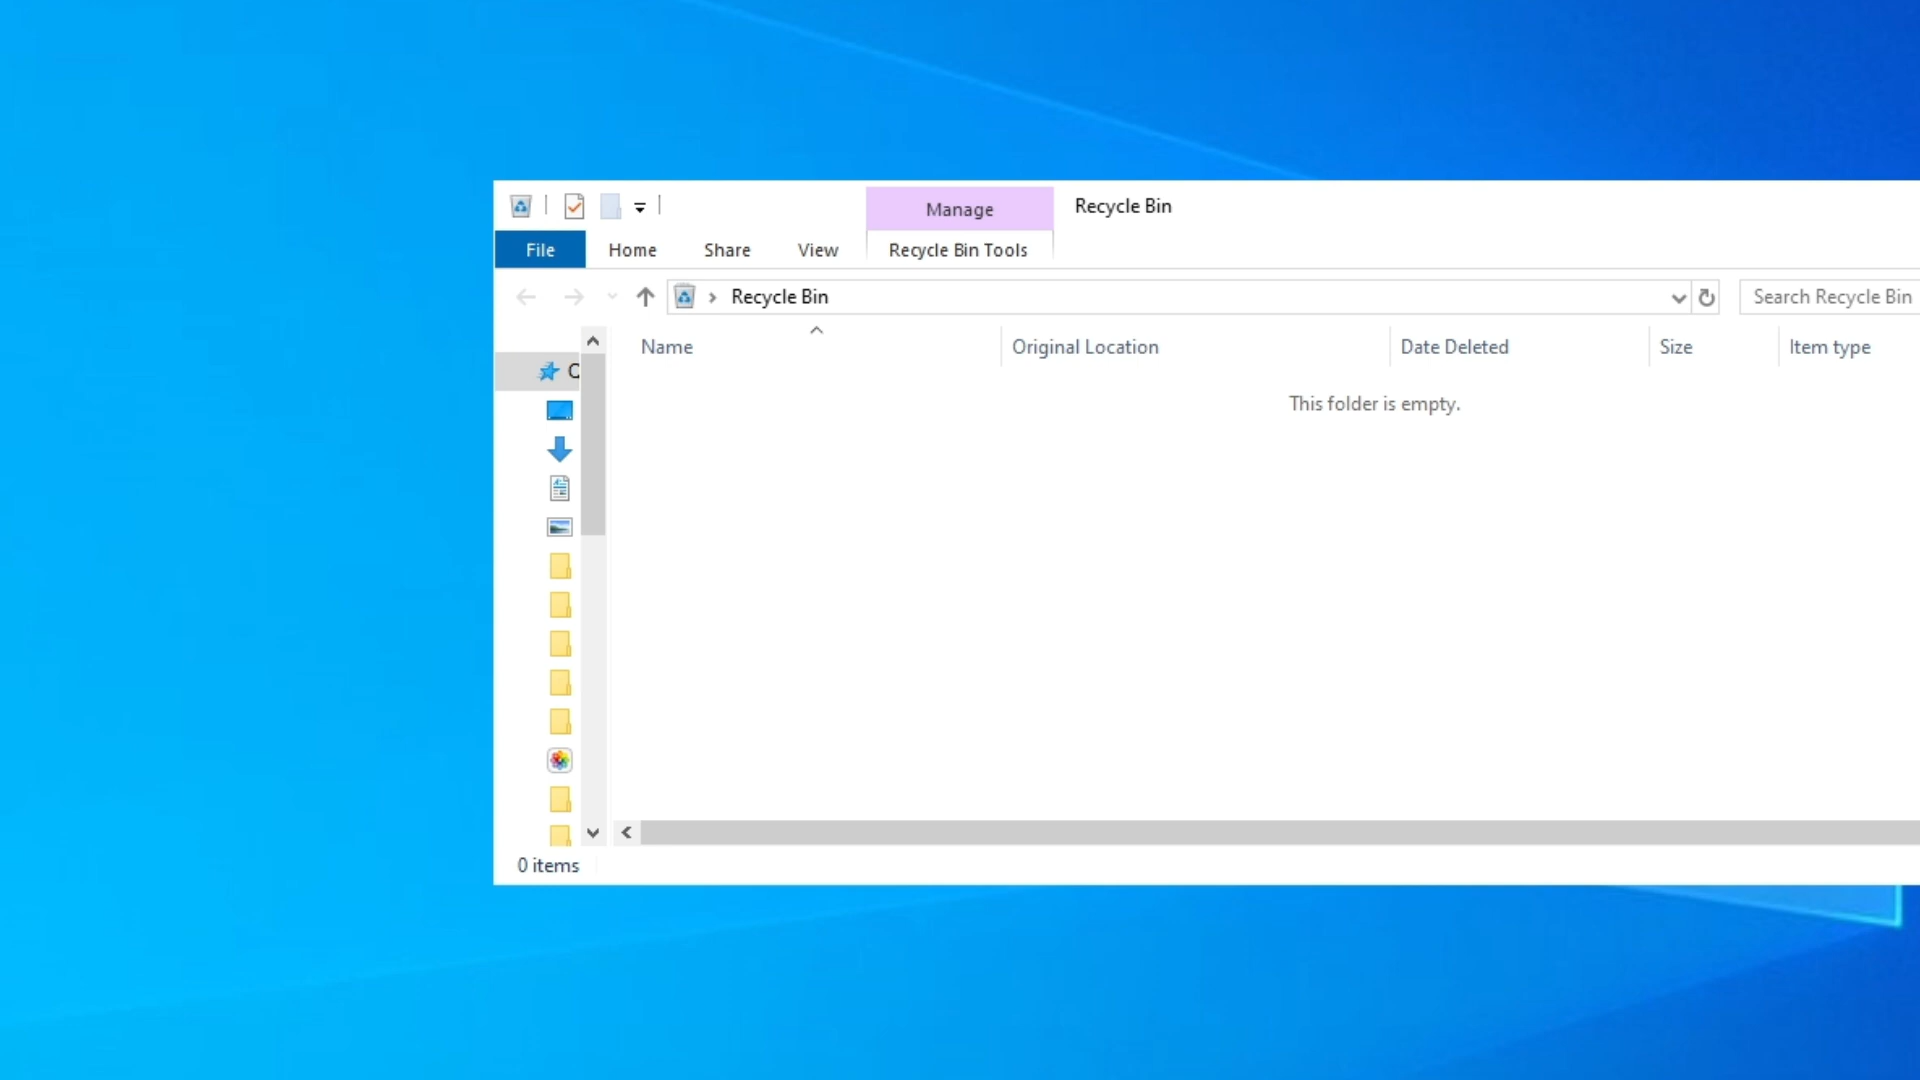 Manage
Recycle Bin
File
Home
Share
View
Recycle Bin Tools
Recycle Bin
Search Recycle Bin
Name
Original Location
Date Deleted
Size
Item type
This folder is empty.
0 items